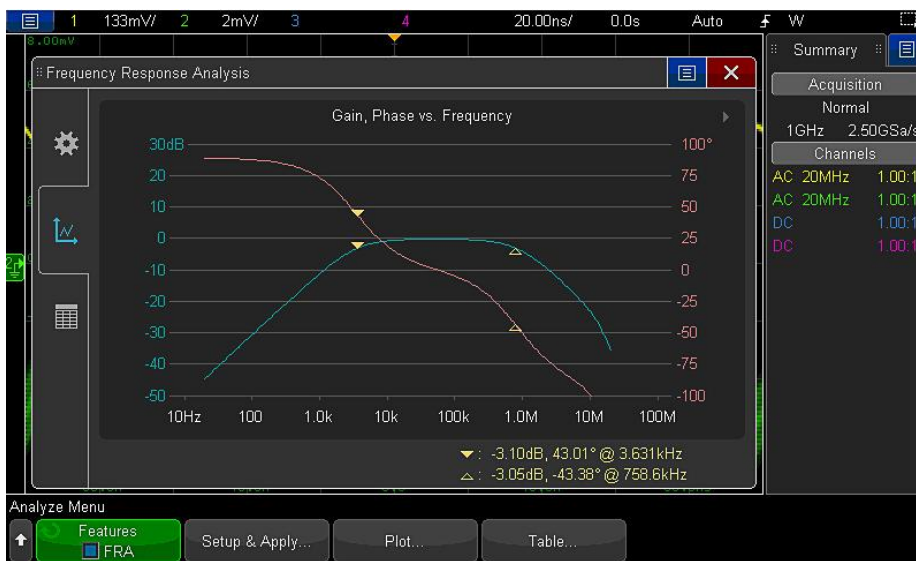 1 133mV/ 2 2mV/ 3 4 20.00ns/ 0.0s Auto W
8.00mV
Summary
Frequency Response Analysis
Acquisition
Normal
1GHz 2.50GSa/s
Channels
AC 20MHz 1.00:1
AC 20MHz 1.00:1
DC 1.00:1
DC 1.00:1
Gain, Phase vs. Frequency
30dB 100°
20 75
10 50
0 25
-10 0
-20 -25
-30 -50
-40 -75
-50 -100
10Hz 100 1.0k 10k 100k 1.0M 10M 100M
-3.10dB, 43.01° @ 3.631kHz
-3.05dB, -43.38° @ 758.6kHz
Analyze Menu
Features
FRA
Setup & Apply...
Plot...
Table...